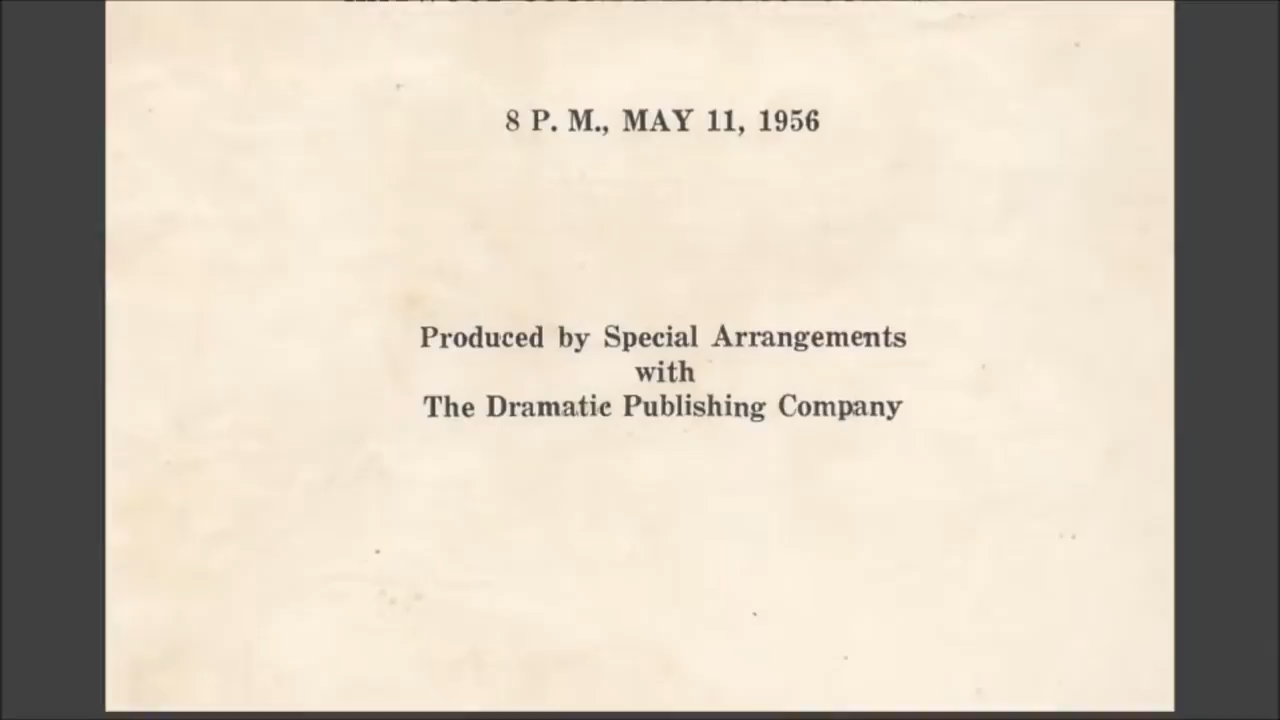 8 P. M., MAY 11, 1956
Produced by Special Arrangements
with
The Dramatic Publishing Company